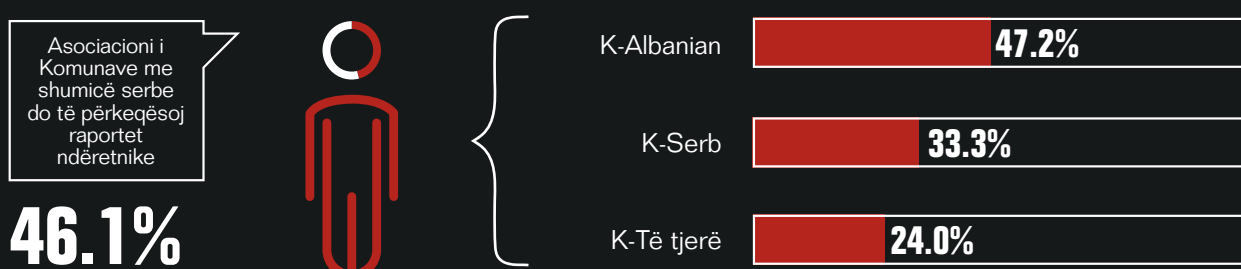 Asociacioni i
Komunave me
shumicë serbe
do të përkeqësoj
raportet
ndëretnike
46.1%
K-Albanian 47.2%
K-Serb 33.3%
K-Të tjerë 24.0%